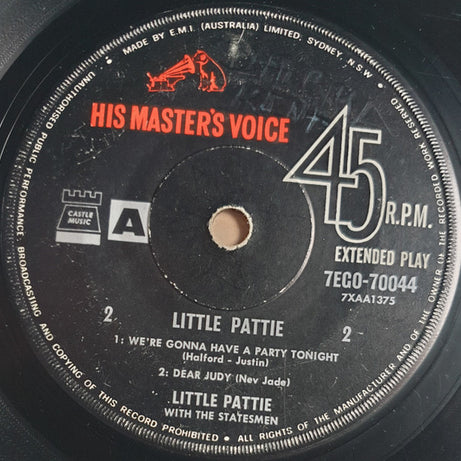 MADE BY E.M.I. (AUSTRALIA) LIMITED, SYDNEY, N.S.W.
HIS MASTER'S VOICE
45 R.P.M.
EXTENDED PLAY
7EGO-70044
7XAA1375
CASTLE MUSIC
A
2
2
LITTLE PATTIE
1: WE'RE GONNA HAVE A PARTY TONIGHT
(Halford - Justin)
2: DEAR JUDY (Nev Jade)
LITTLE PATTIE
WITH THE STATESMEN
UNAUTHORISED PUBLIC PERFORMANCE, BROADCASTING AND COPYING OF THIS RECORD PROHIBITED • ALL RIGHTS OF THE MANUFACTURER AND OF THE OWNER OF THE RECORDED WORK RESERVED